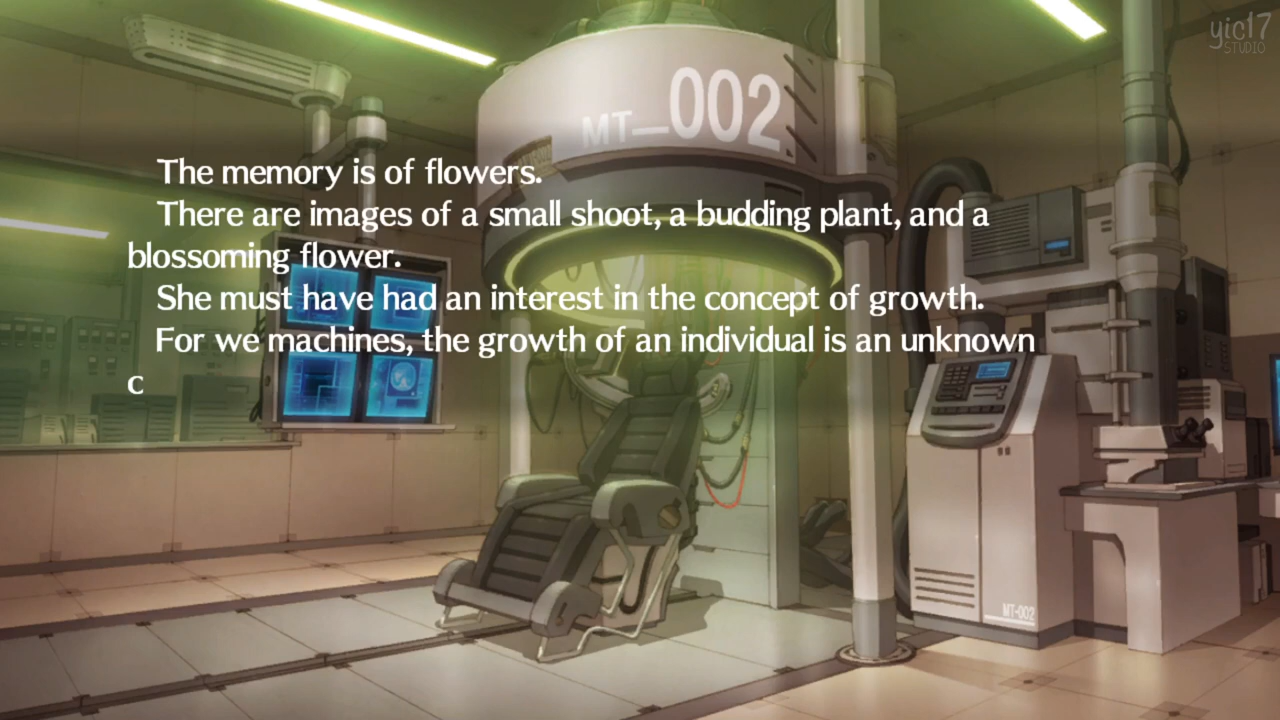 yic17
STUDIO
MT_002
The memory is of flowers.
There are images of a small shoot, a budding plant, and a
blossoming flower.
She must have had an interest in the concept of growth.
For we machines, the growth of an individual is an unknown
c
MT-002